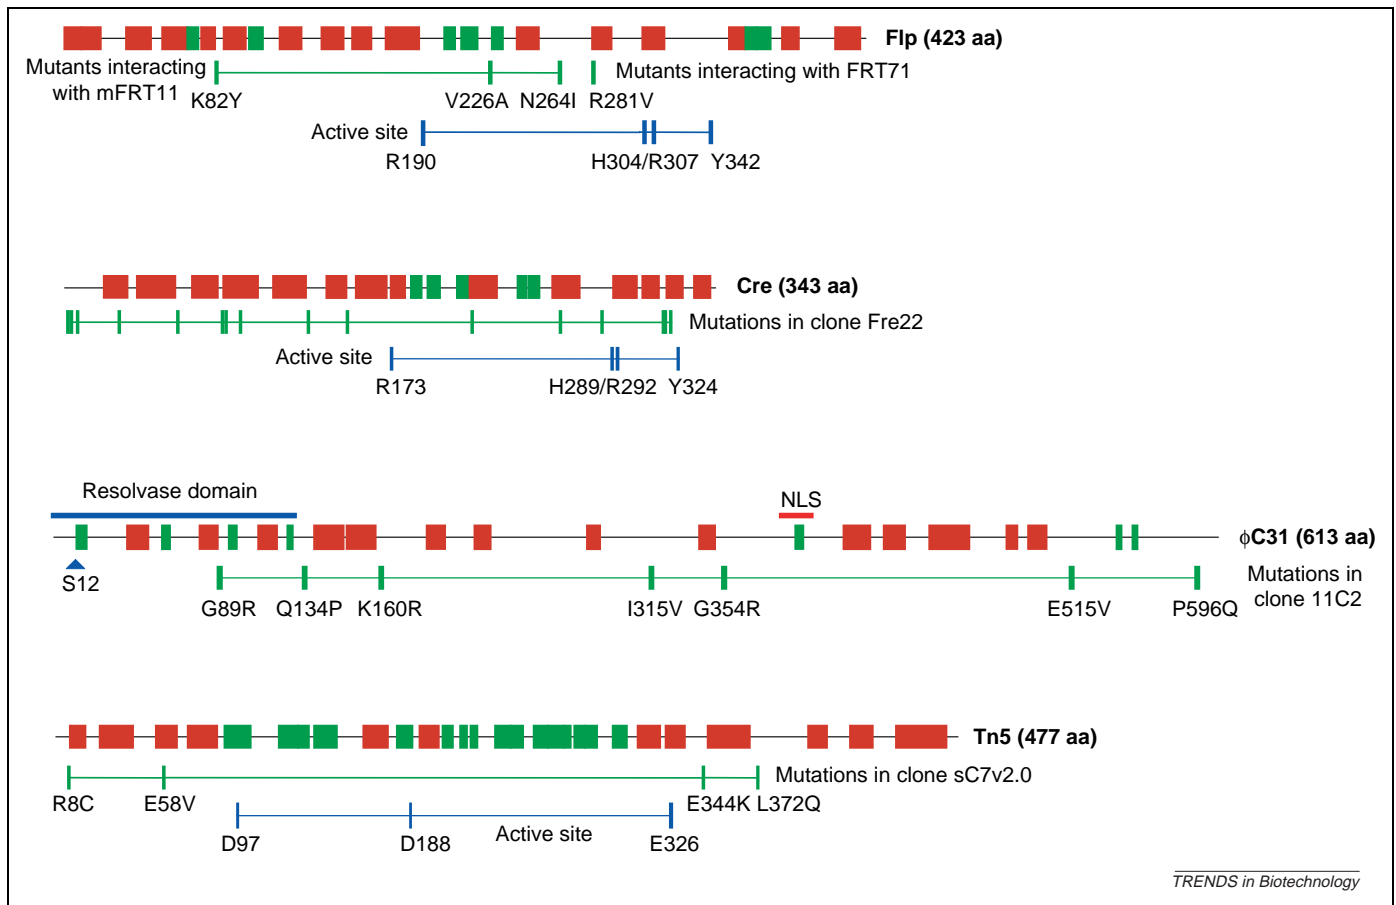 Flp (423 aa)
Mutants interacting
with mFRT11
K82Y
V226A
N264I
R281V
Mutants interacting with FRT71
Active site
R190
H304/R307
Y342
Cre (343 aa)
Mutations in clone Fre22
Active site
R173
H289/R292
Y324
Resolvase domain
NLS
ϕC31 (613 aa)
S12
G89R
Q134P
K160R
I315V
G354R
E515V
P596Q
Mutations in
clone 11C2
Tn5 (477 aa)
Mutations in clone sC7v2.0
R8C
E58V
E344K
L372Q
Active site
D97
D188
E326
TRENDS in Biotechnology